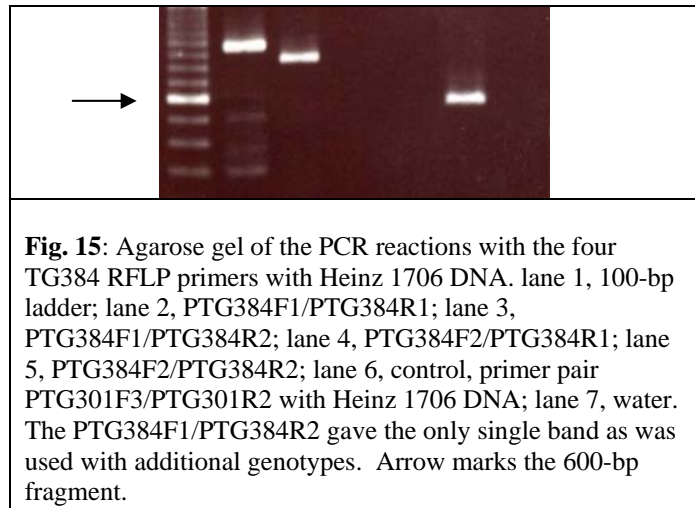 Fig. 15: Agarose gel of the PCR reactions with the four
TG384 RFLP primers with Heinz 1706 DNA. lane 1, 100-bp
ladder; lane 2, PTG384F1/PTG384R1; lane 3,
PTG384F1/PTG384R2; lane 4, PTG384F2/PTG384R1; lane
5, PTG384F2/PTG384R2; lane 6, control, primer pair
PTG301F3/PTG301R2 with Heinz 1706 DNA; lane 7, water.
The PTG384F1/PTG384R2 gave the only single band as was
used with additional genotypes.  Arrow marks the 600-bp
fragment.